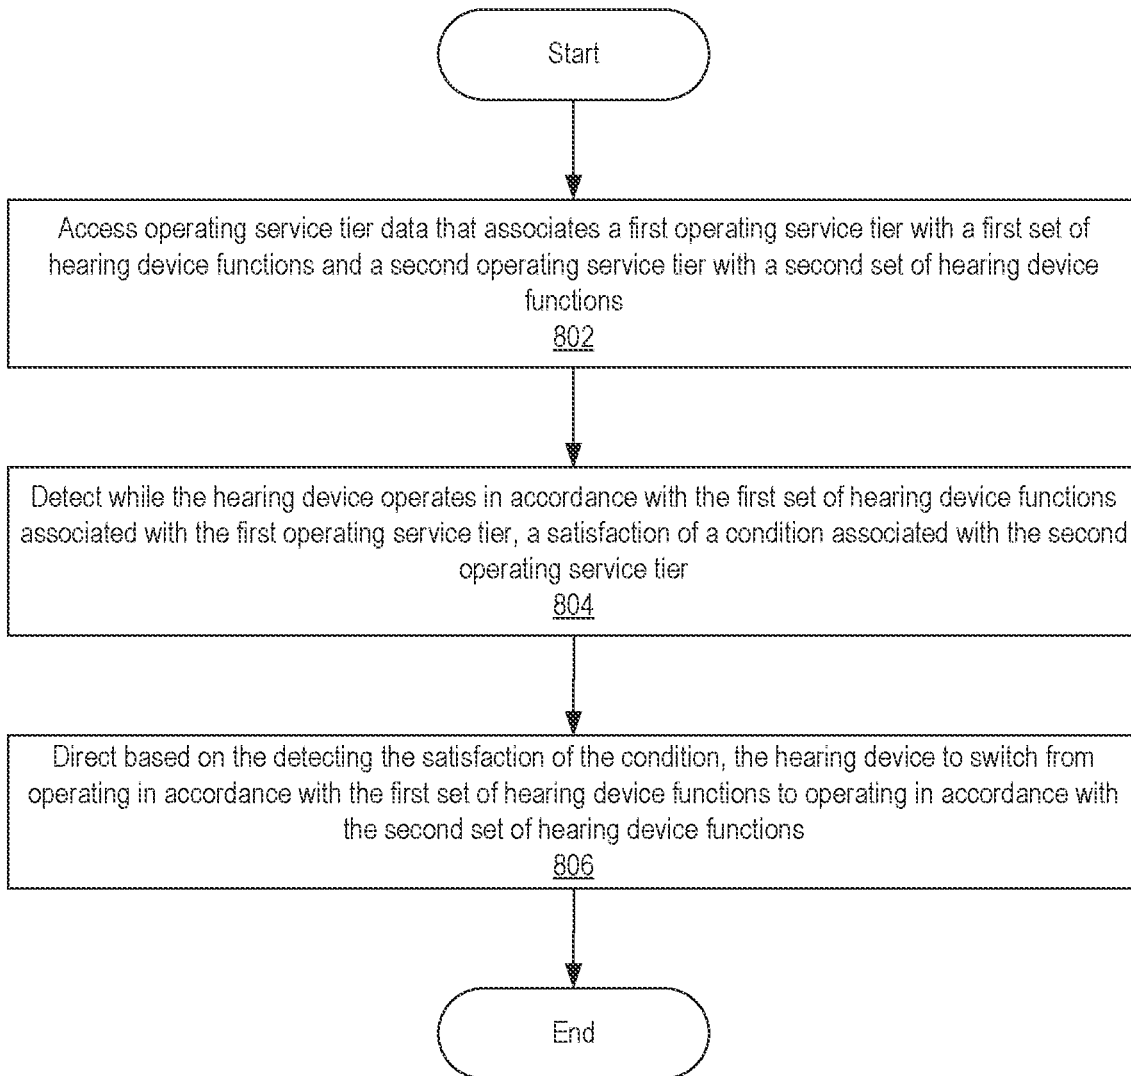 Start
Access operating service tier data that associates a first operating service tier with a first set of
hearing device functions and a second operating service tier with a second set of hearing device
functions
802
Detect while the hearing device operates in accordance with the first set of hearing device functions
associated with the first operating service tier, a satisfaction of a condition associated with the second
operating service tier
804
Direct based on the detecting the satisfaction of the condition, the hearing device to switch from
operating in accordance with the first set of hearing device functions to operating in accordance with
the second set of hearing device functions
806
End